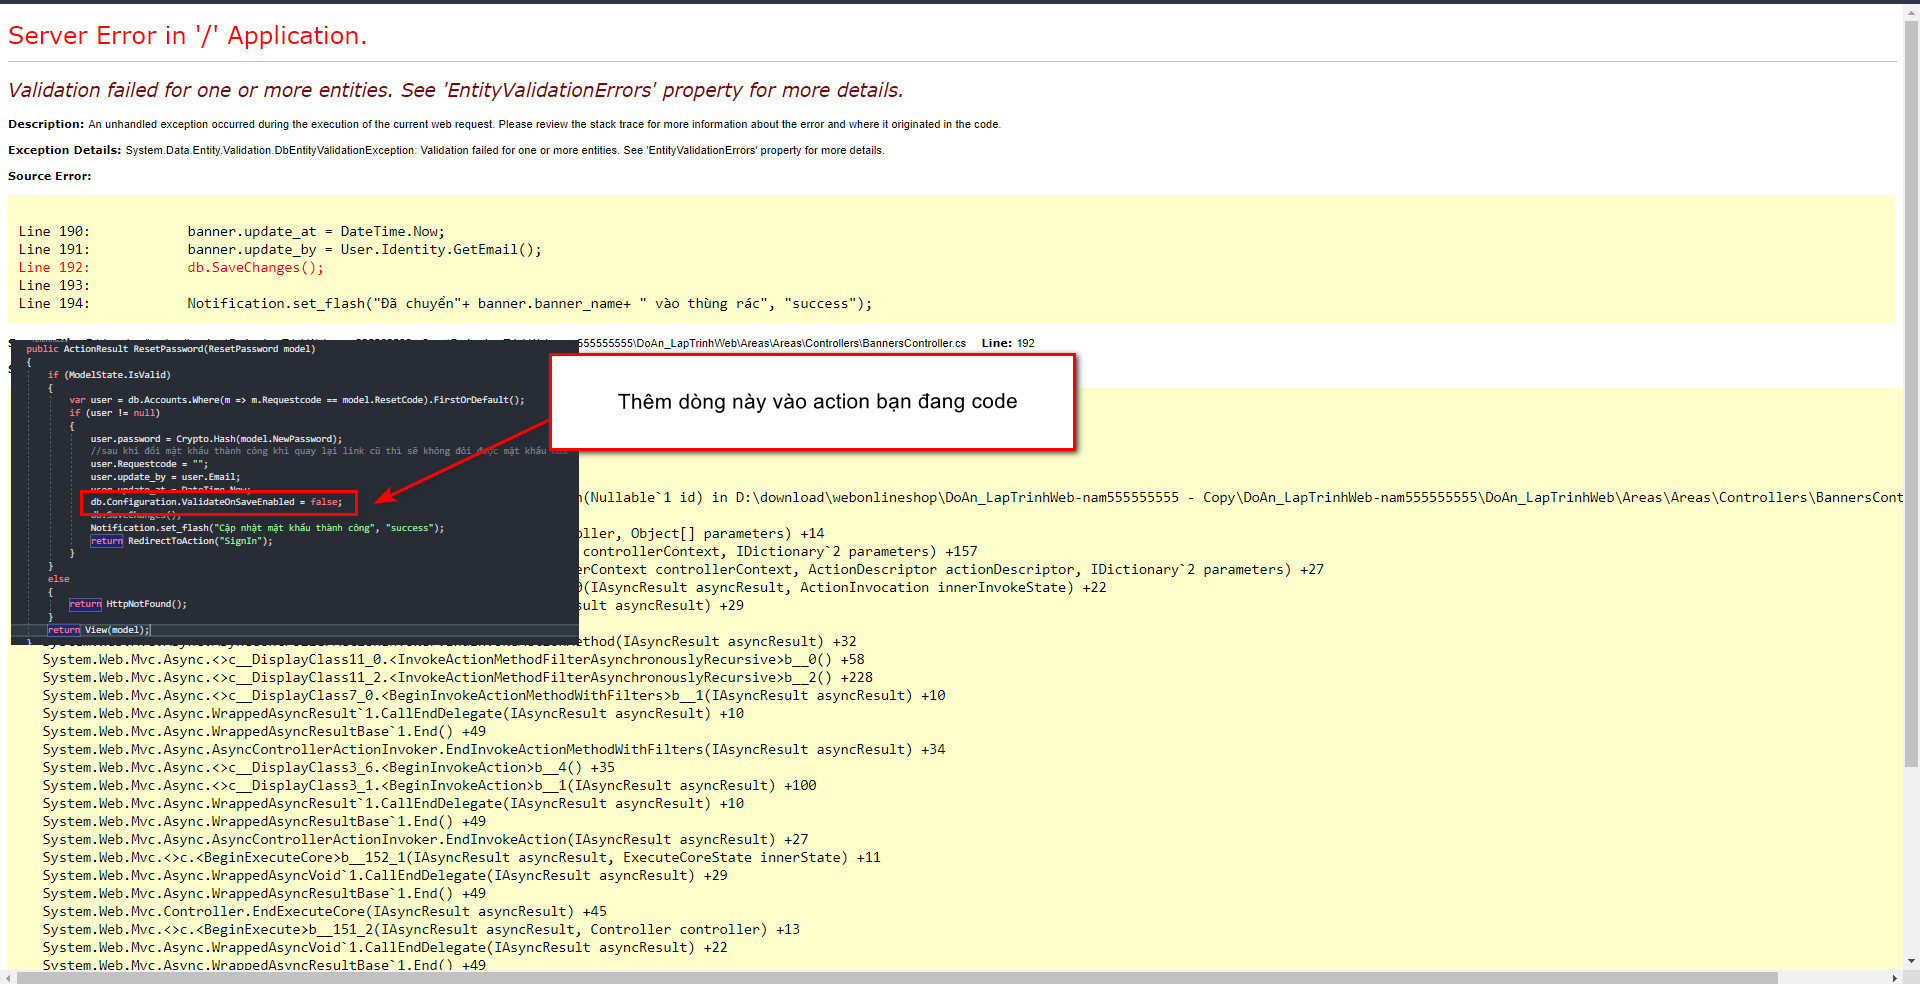 Server Error in '/' Application.
Validation failed for one or more entities. See 'EntityValidationErrors' property for more details.
Description: An unhandled exception occurred during the execution of the current web request. Please review the stack trace for more information about the error and where it originated in the code.
Exception Details: System.Data.Entity.Validation.DbEntityValidationException: Validation failed for one or more entities. See 'EntityValidationErrors' property for more details.
Source Error:
Line 190: banner.update_at = DateTime.Now;
Line 191: banner.update_by = User.Identity.GetEmail();
Line 192: db.SaveChanges();
Line 193:
Line 194: Notification.set_flash("Đã chuyển"+ banner.banner_name+ " vào thùng rác", "success");
555555555\DoAn_LapTrinhWeb\Areas\Areas\Controllers\BannersController.cs Line: 192
public ActionResult ResetPassword(ResetPassword model)
{
if (ModelState.IsValid)
{
var user = db.Accounts.Where(m => m.Requestcode == model.ResetCode).FirstOrDefault();
if (user != null)
{
user.password = Crypto.Hash(model.NewPassword);
//sau khi đổi mật khẩu thành công khi quay lại link cũ thì sẽ không đôi được mật khẩu
user.Requestcode = "";
user.update_by = user.Email;
user.update_at = DateTime.Now;
db.Configuration.ValidateOnSaveEnabled = false;
db.SaveChanges();
Notification.set_flash("Cập nhật mật khẩu thành công", "success");
return RedirectToAction("SignIn");
}
}
else
{
return HttpNotFound();
}
return View(model);
}
Thêm dòng này vào action bạn đang code
(Nullable`1 id) in D:\download\webonlineshop\DoAn_LapTrinhWeb-nam555555555 - Copy\DoAn_LapTrinhWeb-nam555555555\DoAn_LapTrinhWeb\Areas\Areas\Controllers\BannersCont
ller, Object[] parameters) +14
controllerContext, IDictionary`2 parameters) +157
rContext controllerContext, ActionDescriptor actionDescriptor, IDictionary`2 parameters) +27
(IAsyncResult asyncResult, ActionInvocation innerInvokeState) +22
ult asyncResult) +29
thod(IAsyncResult asyncResult) +32
System.Web.Mvc.Async.<>c__DisplayClass11_0.<InvokeActionMethodFilterAsynchronouslyRecursive>b__0() +58
System.Web.Mvc.Async.<>c__DisplayClass11_2.<InvokeActionMethodFilterAsynchronouslyRecursive>b__2() +228
System.Web.Mvc.Async.<>c__DisplayClass7_0.<BeginInvokeActionMethodWithFilters>b__1(IAsyncResult asyncResult) +10
System.Web.Mvc.Async.WrappedAsyncResult`1.CallEndDelegate(IAsyncResult asyncResult) +10
System.Web.Mvc.Async.WrappedAsyncResultBase`1.End() +49
System.Web.Mvc.Async.AsyncControllerActionInvoker.EndInvokeActionMethodWithFilters(IAsyncResult asyncResult) +34
System.Web.Mvc.Async.<>c__DisplayClass3_6.<BeginInvokeAction>b__4() +35
System.Web.Mvc.Async.<>c__DisplayClass3_1.<BeginInvokeAction>b__1(IAsyncResult asyncResult) +100
System.Web.Mvc.Async.WrappedAsyncResult`1.CallEndDelegate(IAsyncResult asyncResult) +10
System.Web.Mvc.Async.WrappedAsyncResultBase`1.End() +49
System.Web.Mvc.Async.AsyncControllerActionInvoker.EndInvokeAction(IAsyncResult asyncResult) +27
System.Web.Mvc.<>c.<BeginExecuteCore>b__152_1(IAsyncResult asyncResult, ExecuteCoreState innerState) +11
System.Web.Mvc.Async.WrappedAsyncVoid`1.CallEndDelegate(IAsyncResult asyncResult) +29
System.Web.Mvc.Async.WrappedAsyncResultBase`1.End() +49
System.Web.Mvc.Controller.EndExecuteCore(IAsyncResult asyncResult) +45
System.Web.Mvc.<>c.<BeginExecute>b__151_2(IAsyncResult asyncResult, Controller controller) +13
System.Web.Mvc.Async.WrappedAsyncVoid`1.CallEndDelegate(IAsyncResult asyncResult) +22
System.Web.Mvc.Async.WrappedAsyncResultBase`1.End() +49